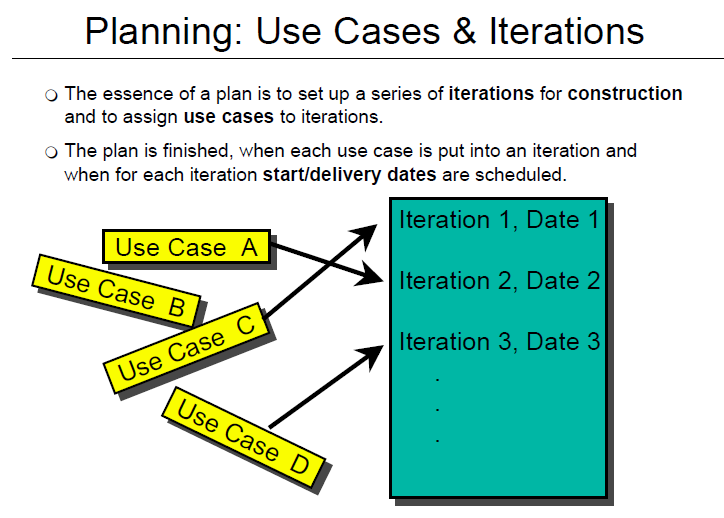 Planning: Use Cases & Iterations
The essence of a plan is to set up a series of iterations for construction
and to assign use cases to iterations.
The plan is finished, when each use case is put into an iteration and
when for each iteration start/delivery dates are scheduled.
Use Case A
Use Case B
Use Case C
Use Case D
Iteration 1, Date 1
Iteration 2, Date 2
Iteration 3, Date 3
.
.
.